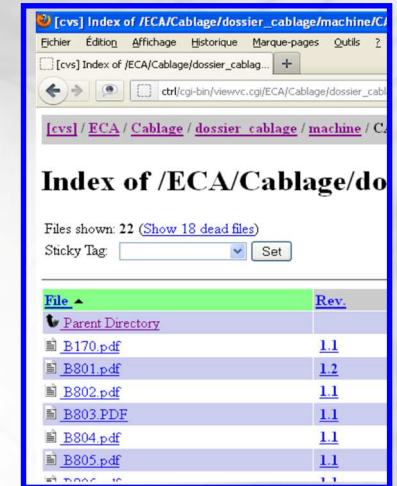 [cvs] Index of /ECA/Cablage/dossier_cablage/machine/CA
Fichier Édition Affichage Historique Marque-pages Outils ?
[cvs] Index of /ECA/Cablage/dossier_cablag... +
ctrl/cgi-bin/viewvc.cgi/ECA/Cablage/dossier_cabl
[cvs] / ECA / Cablage / dossier_cablage / machine / CA
Index of /ECA/Cablage/do
Files shown: 22 (Show 18 dead files)
Sticky Tag: Set
File Rev.
Parent Directory
B170.pdf 1.1
B801.pdf 1.2
B802.pdf 1.1
B803.PDF 1.1
B804.pdf 1.1
B805.pdf 1.1